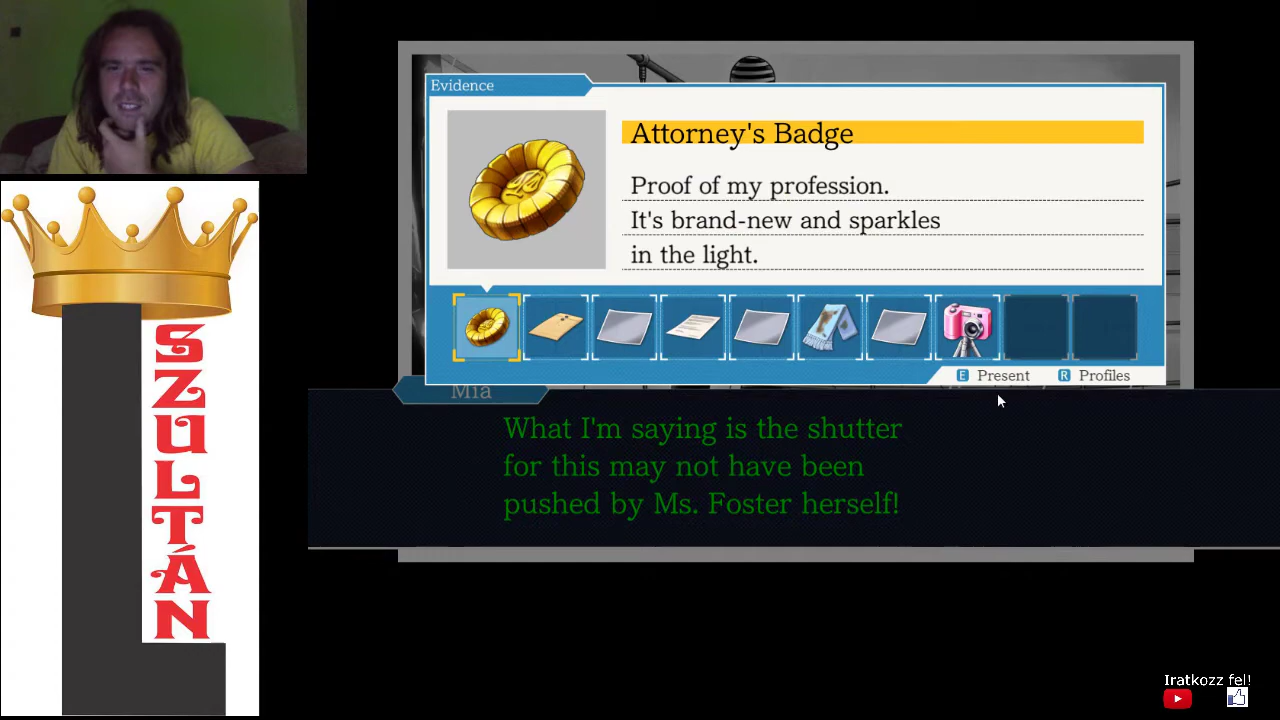 Evidence
Attorney's Badge
Proof of my profession.
It's brand-new and sparkles
in the light.
E Present R Profiles
Mia
What I'm saying is the shutter
for this may not have been
pushed by Ms. Foster herself!
L
SZULTÁN
Iratkozz fel!